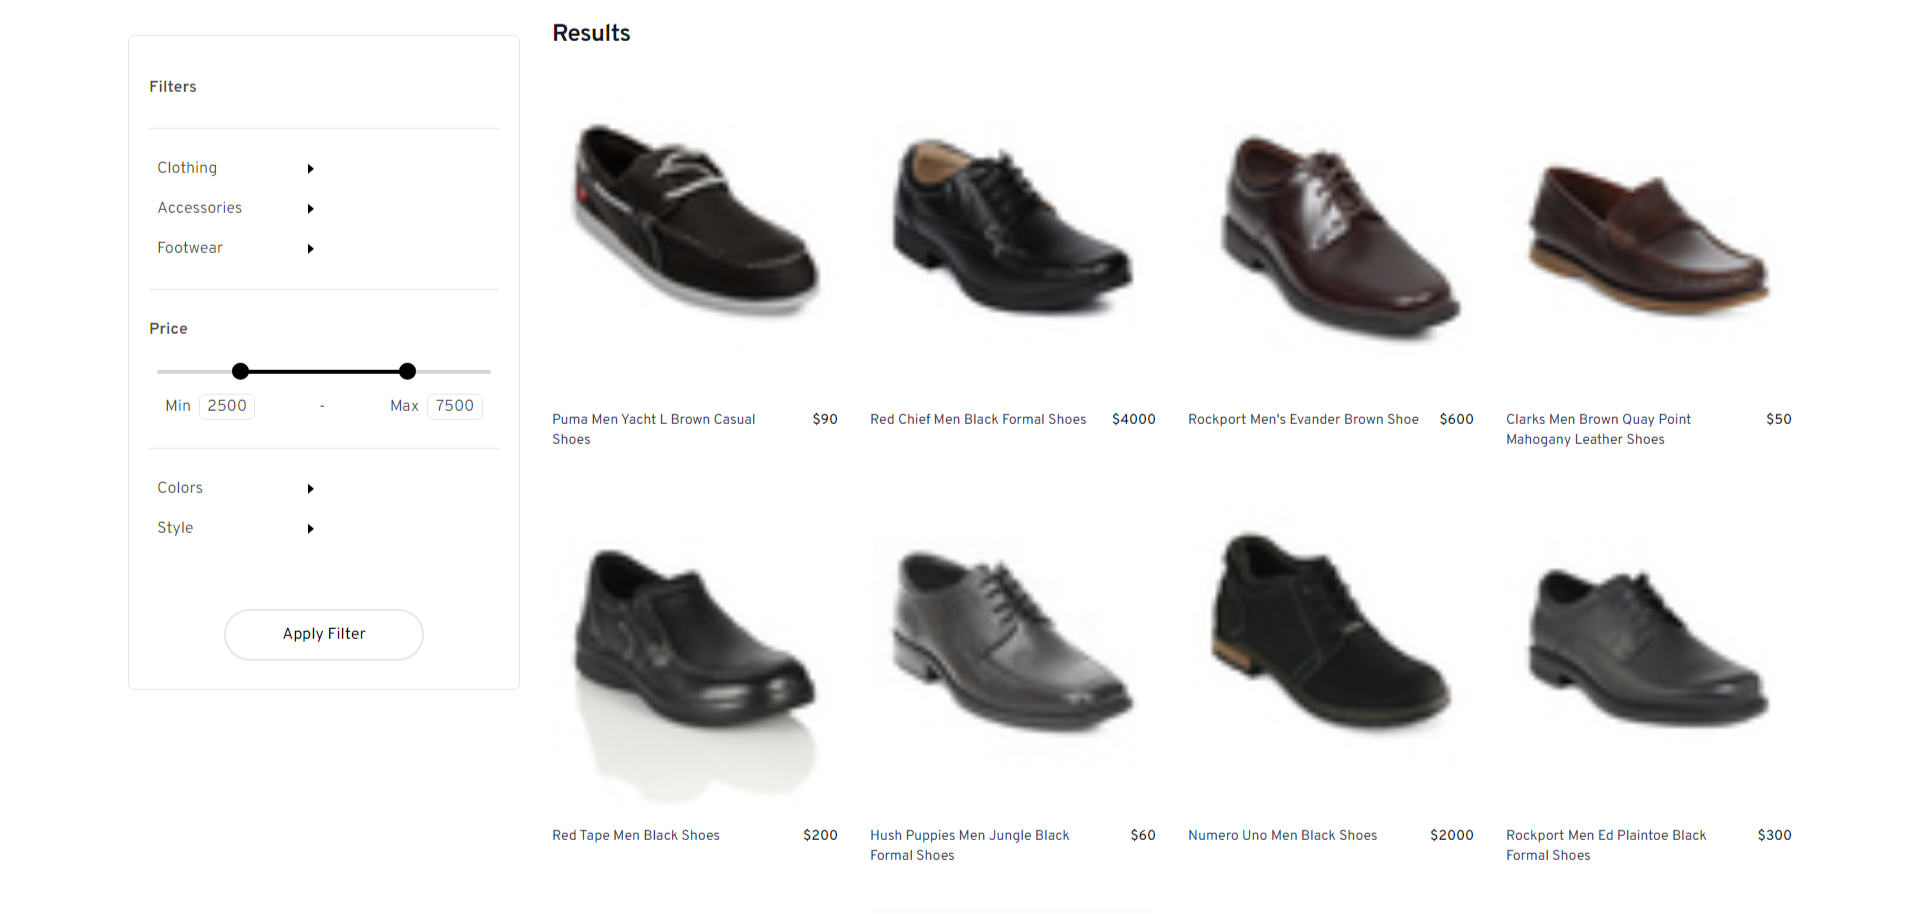 Results
Filters
Clothing
Accessories
Footwear
Price
Min 2500 - Max 7500
Colors
Style
Apply Filter
Puma Men Yacht L Brown Casual $90
Shoes
Red Chief Men Black Formal Shoes $4000
Rockport Men's Evander Brown Shoe $600
Clarks Men Brown Quay Point $50
Mahogany Leather Shoes
Red Tape Men Black Shoes $200
Hush Puppies Men Jungle Black $60
Formal Shoes
Numero Uno Men Black Shoes $2000
Rockport Men Ed Plaintoe Black $300
Formal Shoes